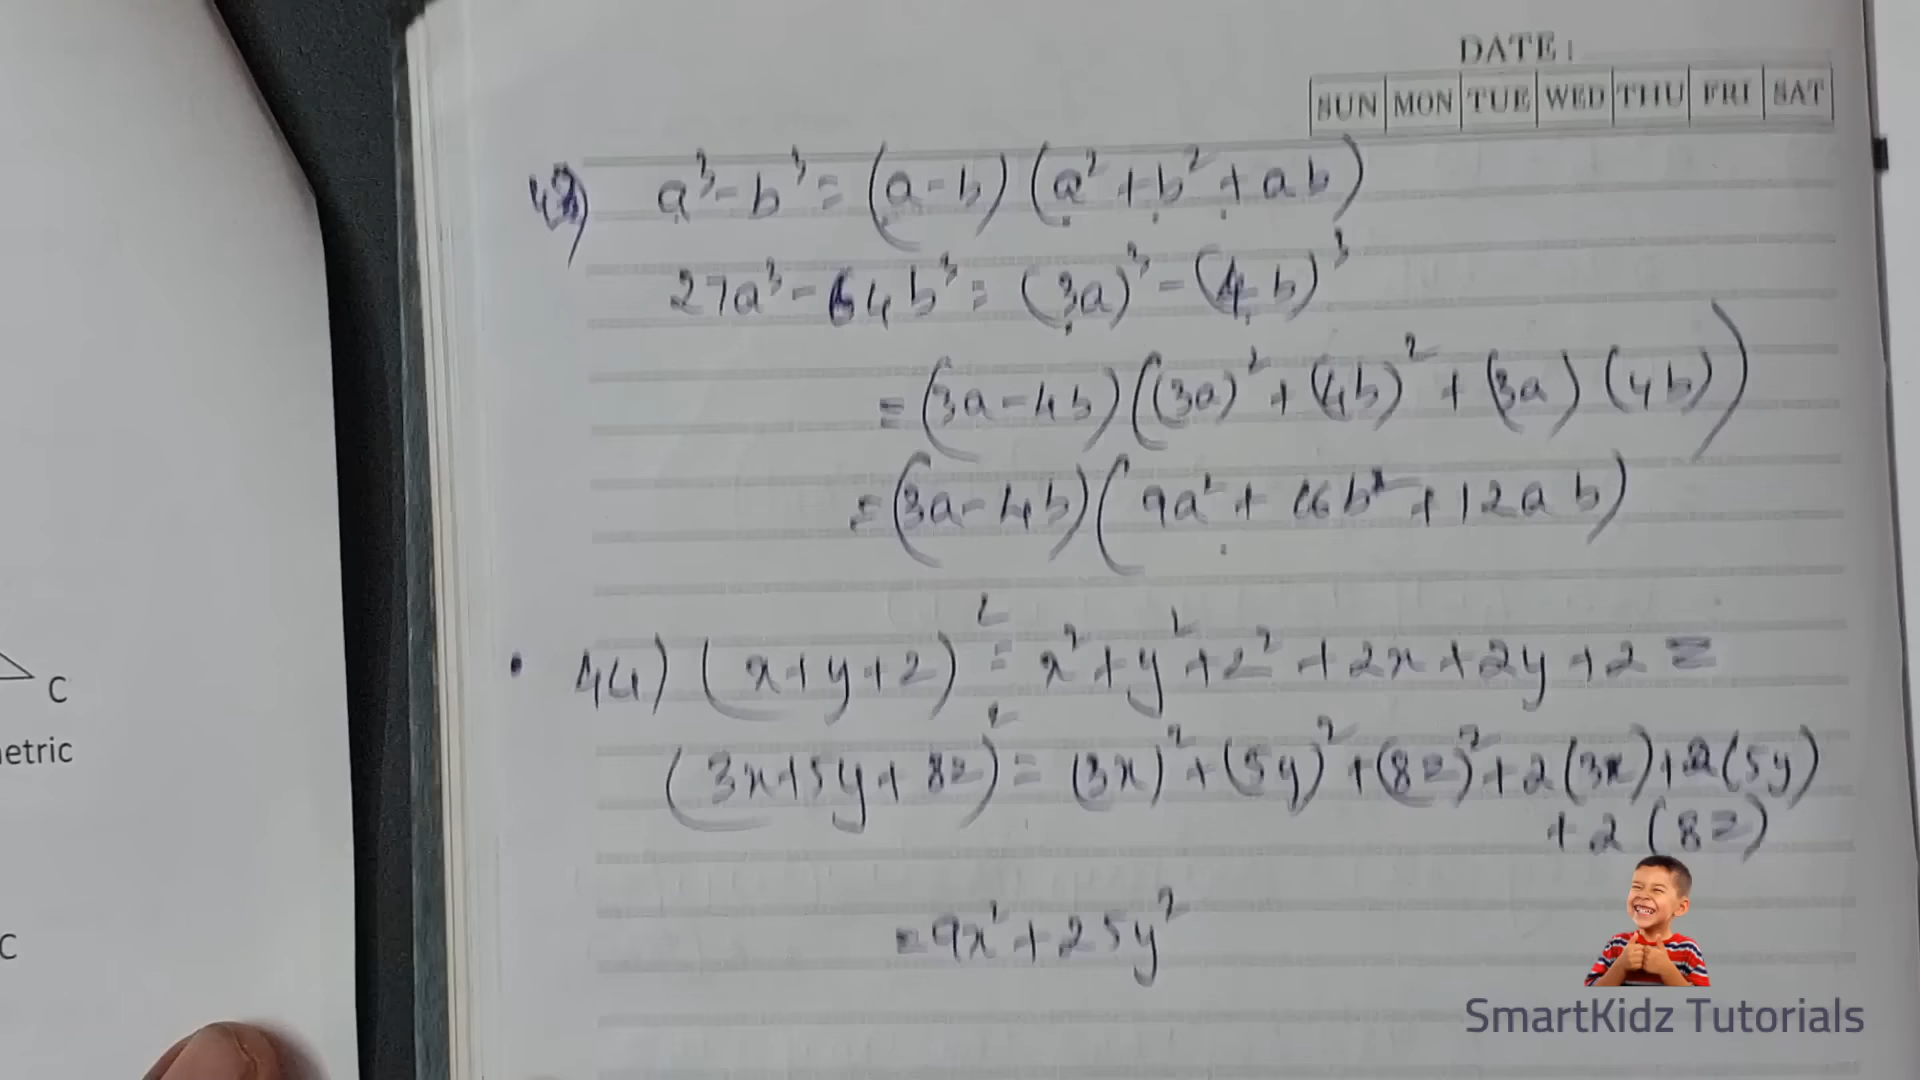 DATE :
SUN MON TUE WED THU FRI SAT
a³-b³ = (a-b) (a²+b²+ab)
27a³-64b³ = (3a)³-(4b)³
= (3a-4b) ((3a)²+(4b)²+(3a) (4b))
= (3a-4b) (9a²+16b²+12ab)
44) (x+y+z)² = x²+y²+z²+2x+2y+2z
(3x+5y+8z)² = (3x)²+(5y)²+(8z)²+2(3x)+2(5y)
+2(8z)
= 9x²+25y²
C
etric
C
SmartKidz Tutorials